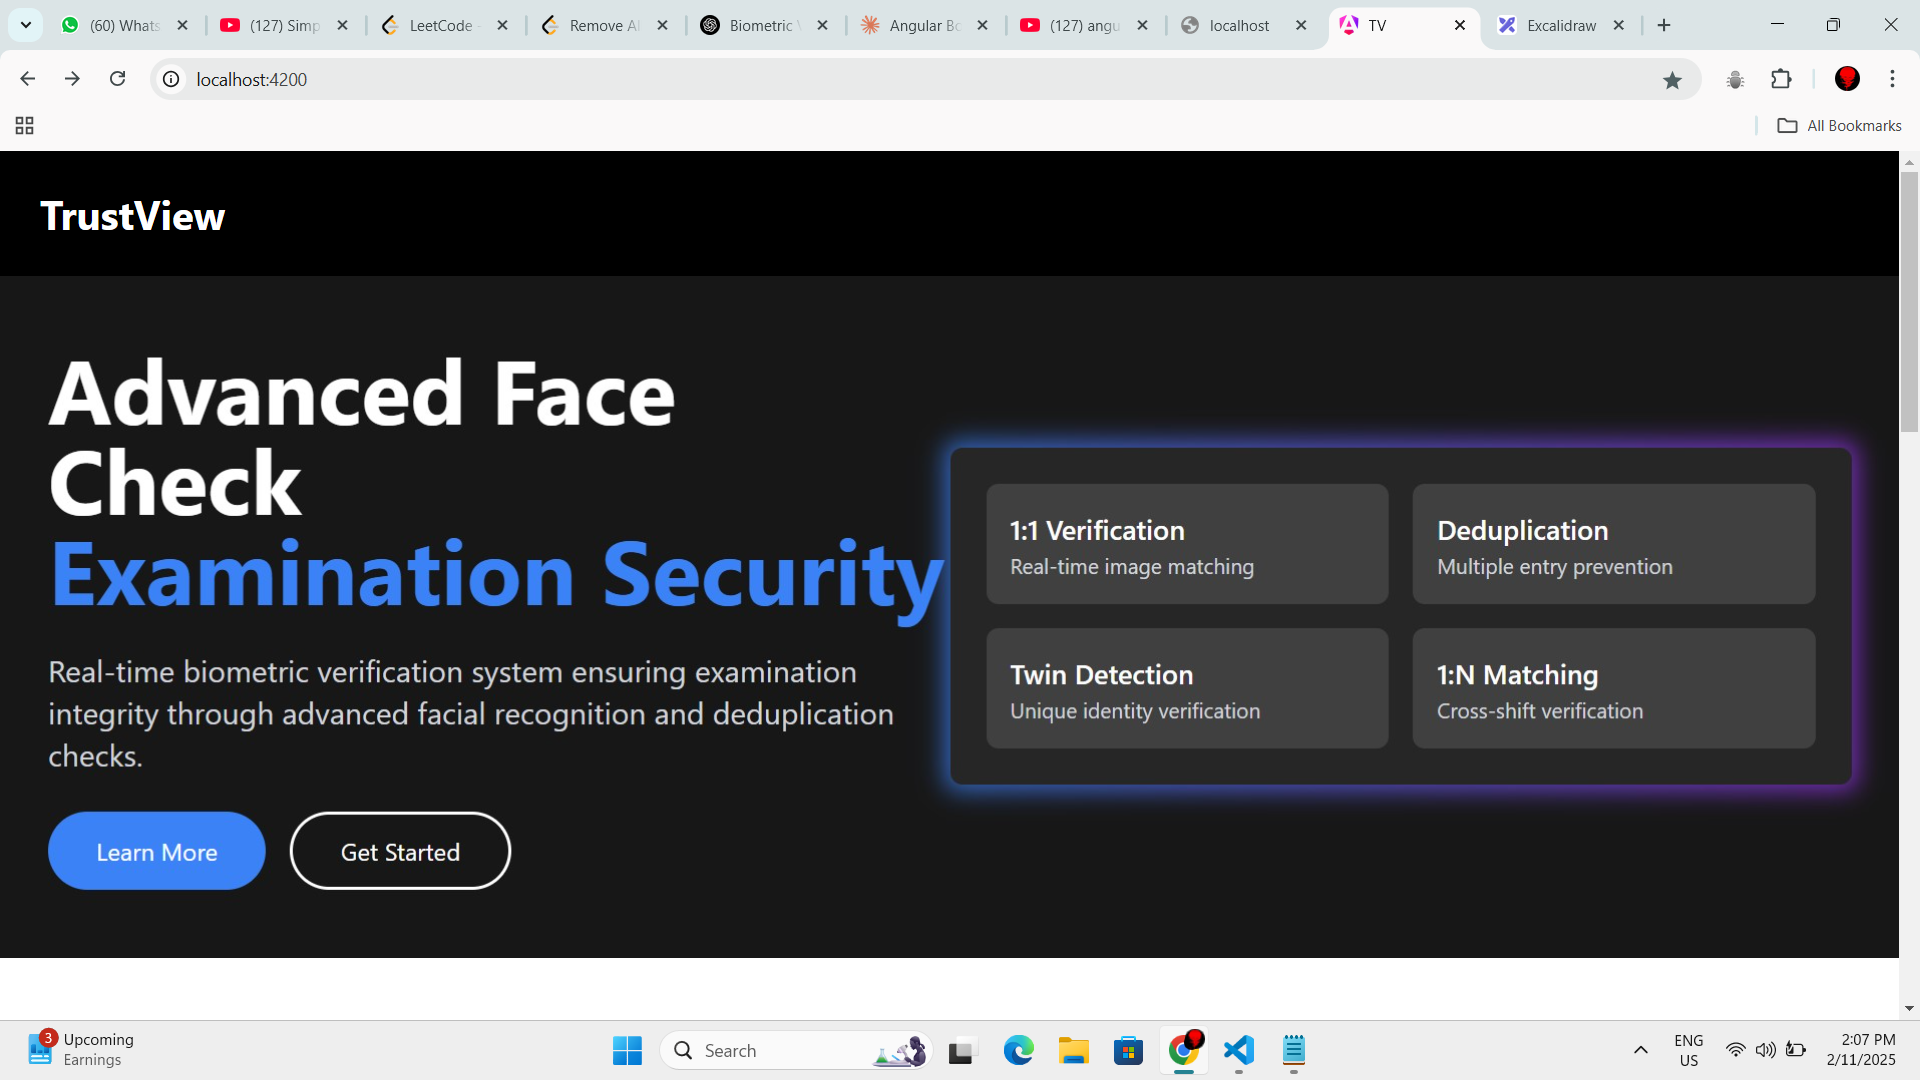 (60) Whats
(127) Simp
LeetCode -
Remove Al
Biometric V
Angular Bo
(127) angu
localhost
TV
Excalidraw
localhost:4200
All Bookmarks
TrustView
Advanced Face
Check
Examination Security
Real-time biometric verification system ensuring examination
integrity through advanced facial recognition and deduplication
checks.
Learn More
Get Started
1:1 Verification
Real-time image matching
Deduplication
Multiple entry prevention
Twin Detection
Unique identity verification
1:N Matching
Cross-shift verification
3
Upcoming
Earnings
Search
ENG
US
2:07 PM
2/11/2025